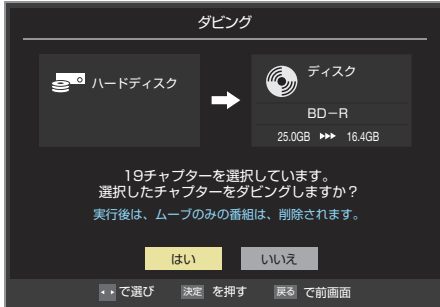 ダビング
ハードディスク
ディスク
BD－R
25.0GB ▸▸▸ 16.4GB
19チャプターを選択しています。
選択したチャプターをダビングしますか？
実行後は、ムーブのみの番組は、削除されます。
はい いいえ
で選び 決定 を押す 戻る で前画面